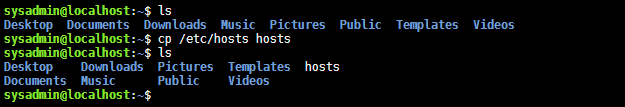 sysadmin@localhost:~$ ls
Desktop  Documents  Downloads  Music  Pictures  Public  Templates  Videos
sysadmin@localhost:~$ cp /etc/hosts hosts
sysadmin@localhost:~$ ls
Desktop    Downloads  Pictures  Templates  hosts
Documents  Music      Public    Videos
sysadmin@localhost:~$